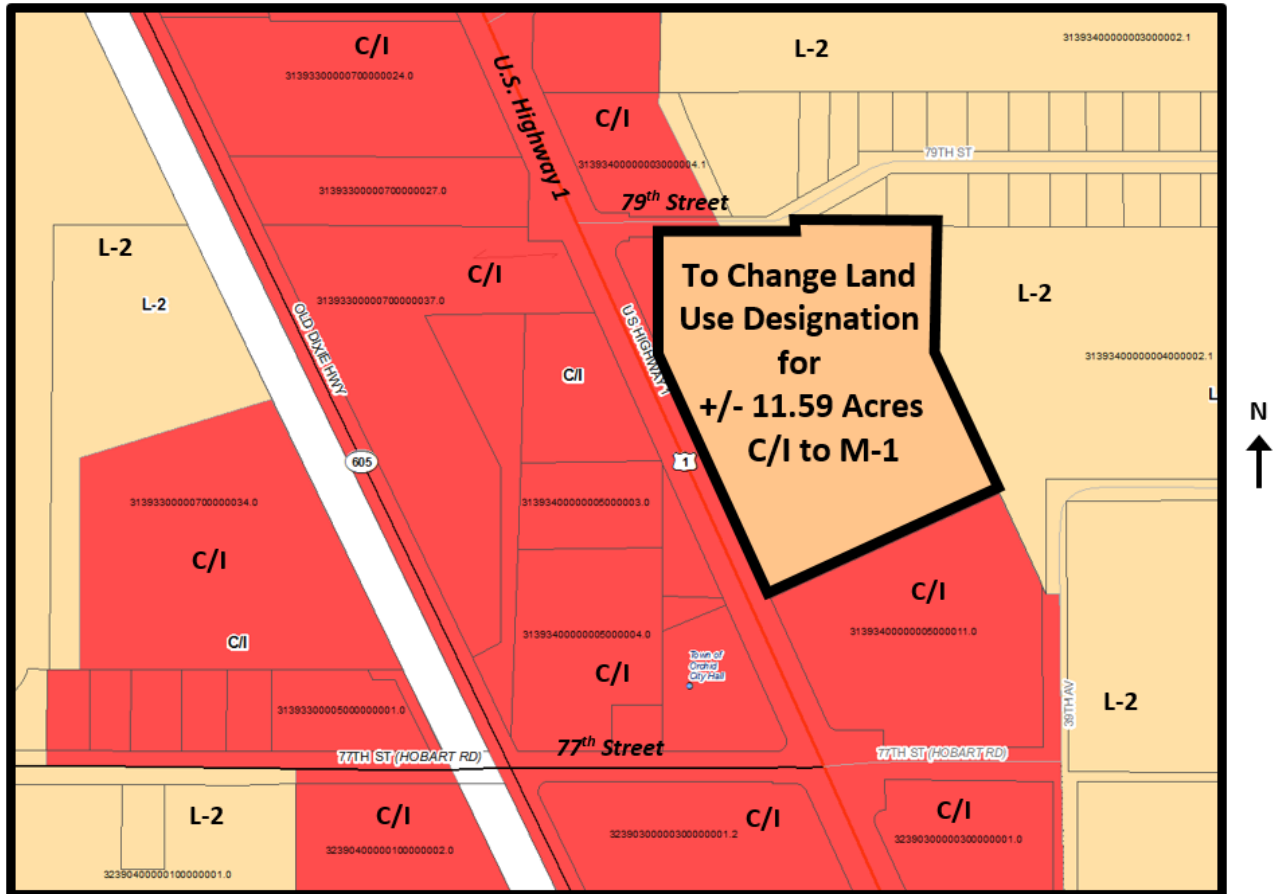 C/I
31393300000700000024.0
U.S. Highway 1
L-2
31393400000003000002.1
C/I
31393400000003000004.1
79TH ST
31393300000700000027.0
79th Street
L-2
L-2
C/I
31393300000700000037.0
OLD DIXIE HWY
U S HIGHWAY 1
To Change Land
Use Designation
for
+/- 11.59 Acres
C/I to M-1
L-2
31393400000004000002.1
L
N
C/I
605
1
31393300000700000034.0
31393400000005000003.0
C/I
C/I
31393400000005000004.0
C/I
Town of
Orchid
City Hall
C/I
31393400000005000011.0
39TH AV
L-2
31393300005000000001.0
77TH ST (HOBART RD)
77th Street
77TH ST (HOBART RD)
L-2
32390400000100000001.0
C/I
32390400000100000002.0
32390300000300000001.2
C/I
C/I
32390300000300000001.0